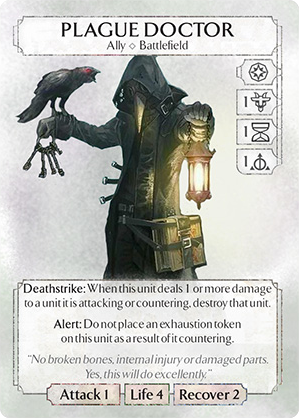 PLAGUE DOCTOR
Ally ◇ Battlefield
1
1
1
Deathstrike: When this unit deals 1 or more damage
to a unit it is attacking or countering, destroy that unit.
Alert: Do not place an exhaustion token
on this unit as a result of it countering.
"No broken bones, internal injury or damaged parts.
Yes, this will do excellently."
Attack 1 Life 4 Recover 2